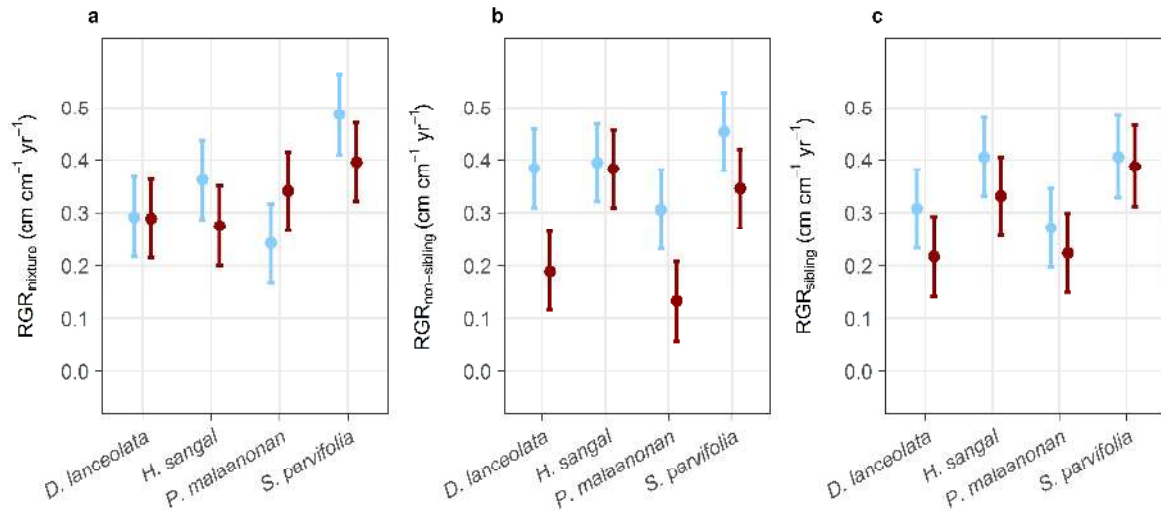 a
RGRmixture (cm cm−1 yr−1)
0.5
0.4
0.3
0.2
0.1
0.0
D. lanceolata
H. sangal
P. malaanonan
S. parvifolia
b
RGRnon−sibling (cm cm−1 yr−1)
0.5
0.4
0.3
0.2
0.1
0.0
D. lanceolata
H. sangal
P. malaanonan
S. parvifolia
c
RGRsibling (cm cm−1 yr−1)
0.5
0.4
0.3
0.2
0.1
0.0
D. lanceolata
H. sangal
P. malaanonan
S. parvifolia